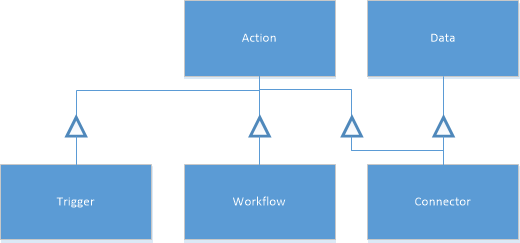 Action
Data
Trigger
Workflow
Connector